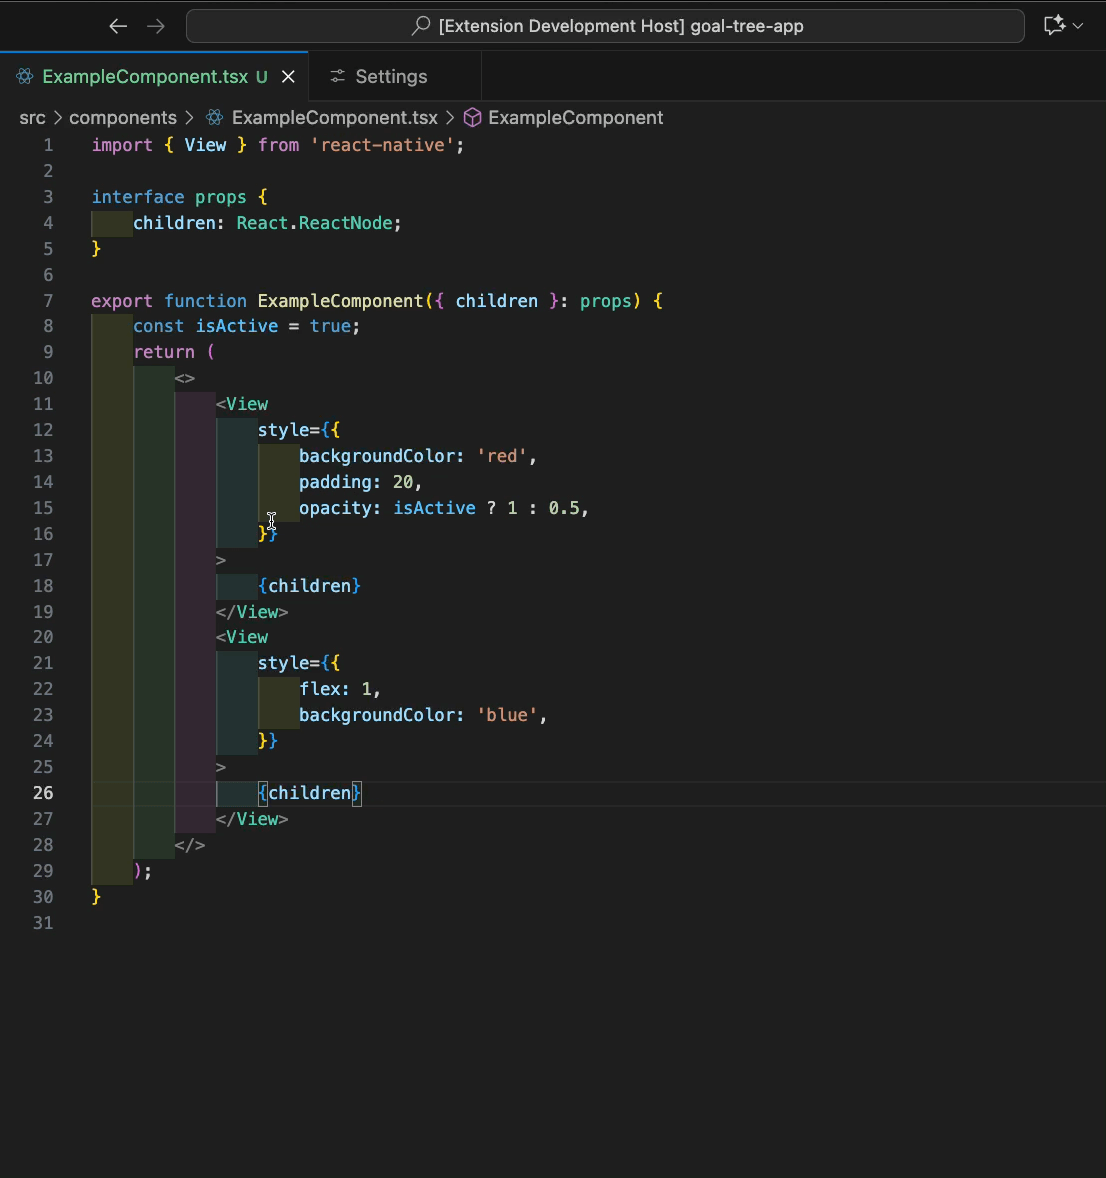 [Extension Development Host] goal-tree-app
ExampleComponent.tsx U Settings
src > components > ExampleComponent.tsx > ExampleComponent
1 import { View } from 'react-native';
2
3 interface props {
4     children: React.ReactNode;
5 }
6
7 export function ExampleComponent({ children }: props) {
8     const isActive = true;
9     return (
10         <>
11             <View
12                 style={{
13                     backgroundColor: 'red',
14                     padding: 20,
15                     opacity: isActive ? 1 : 0.5,
16                 }}
17             >
18                 {children}
19             </View>
20             <View
21                 style={{
22                     flex: 1,
23                     backgroundColor: 'blue',
24                 }}
25             >
26                 {children}
27             </View>
28         </>
29     );
30 }
31